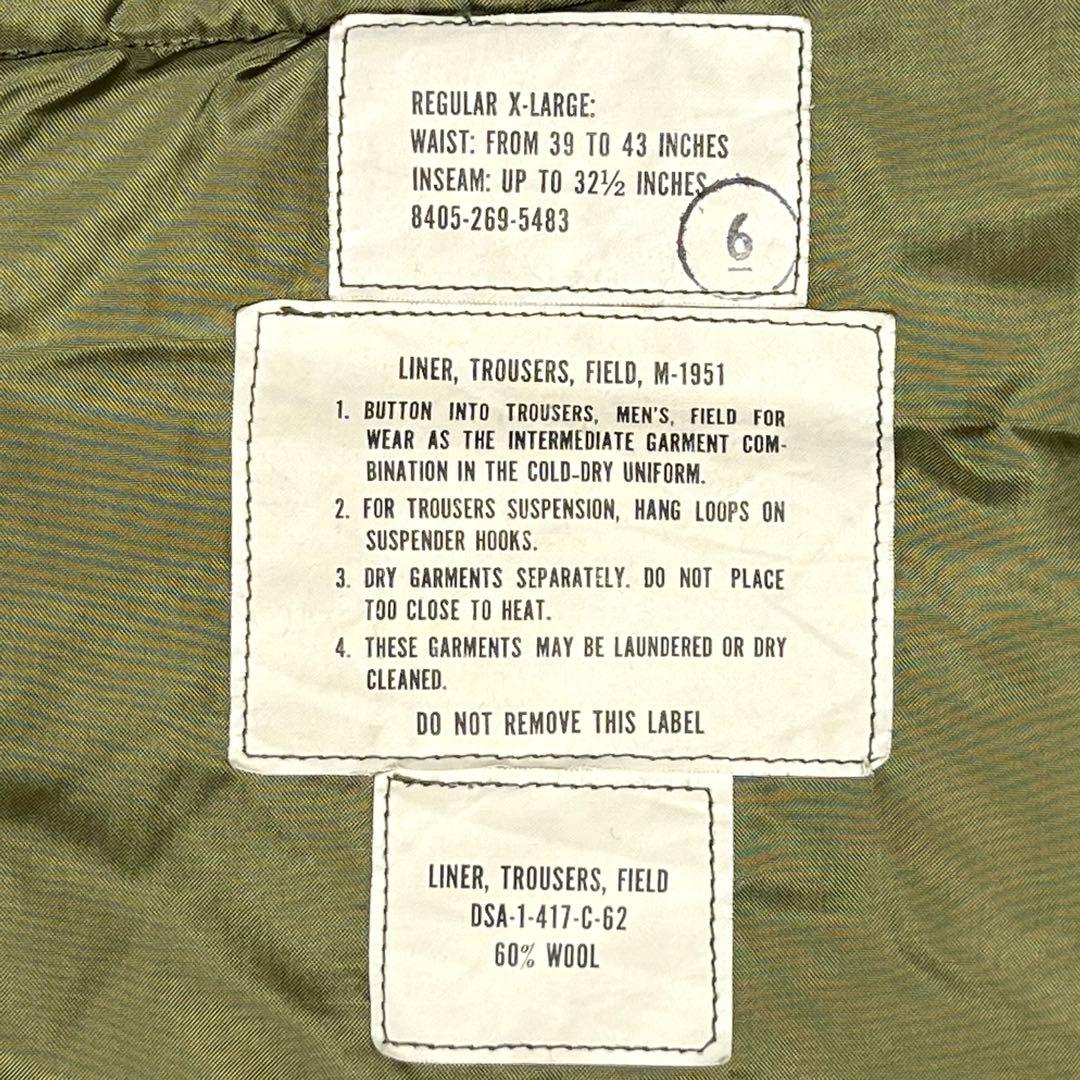 REGULAR X-LARGE:
WAIST: FROM 39 TO 43 INCHES
INSEAM: UP TO 32½ INCHES
8405-269-5483
6
LINER, TROUSERS, FIELD, M-1951
1. BUTTON INTO TROUSERS, MEN'S, FIELD FOR
WEAR AS THE INTERMEDIATE GARMENT COM-
BINATION IN THE COLD-DRY UNIFORM.
2. FOR TROUSERS SUSPENSION, HANG LOOPS ON
SUSPENDER HOOKS.
3. DRY GARMENTS SEPARATELY. DO NOT PLACE
TOO CLOSE TO HEAT.
4. THESE GARMENTS MAY BE LAUNDERED OR DRY
CLEANED.
DO NOT REMOVE THIS LABEL
LINER, TROUSERS, FIELD
DSA-1-417-C-62
60% WOOL